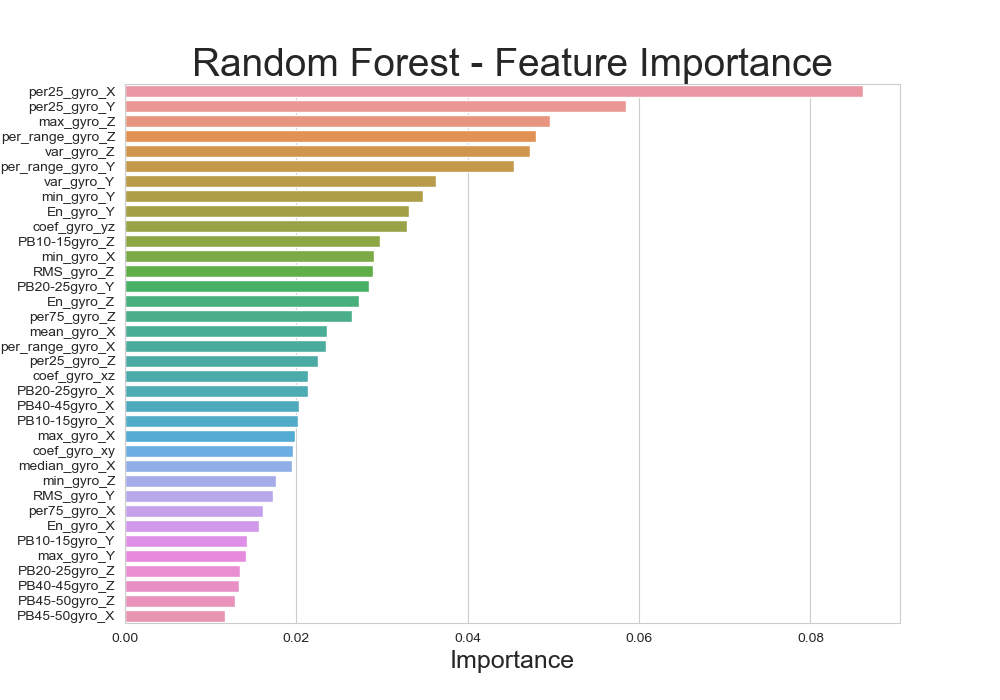 Random Forest - Feature Importance
per25_gyro_X
per25_gyro_Y
max_gyro_Z
per_range_gyro_Z
var_gyro_Z
per_range_gyro_Y
var_gyro_Y
min_gyro_Y
En_gyro_Y
coef_gyro_yz
PB10-15gyro_Z
min_gyro_X
RMS_gyro_Z
PB20-25gyro_Y
En_gyro_Z
per75_gyro_Z
mean_gyro_X
per_range_gyro_X
per25_gyro_Z
coef_gyro_xz
PB20-25gyro_X
PB40-45gyro_X
PB10-15gyro_X
max_gyro_X
coef_gyro_xy
median_gyro_X
min_gyro_Z
RMS_gyro_Y
per75_gyro_X
En_gyro_X
PB10-15gyro_Y
max_gyro_Y
PB20-25gyro_Z
PB40-45gyro_Z
PB45-50gyro_Z
PB45-50gyro_X
0.00 0.02 0.04 0.06 0.08
Importance